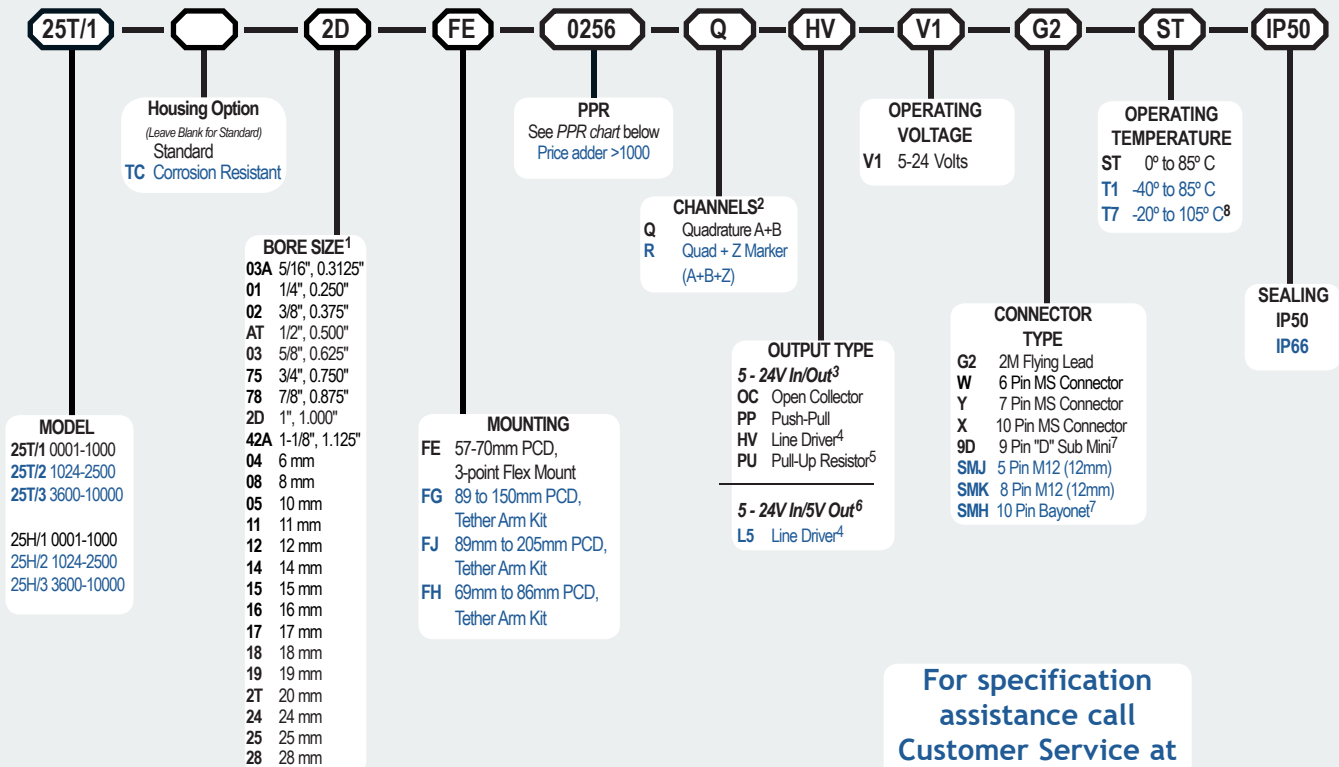 25T/1 2D FE 0256 Q HV V1 G2 ST IP50
Housing Option
(Leave Blank for Standard)
Standard
TC Corrosion Resistant
PPR
See PPR chart below
Price adder >1000
OPERATING
VOLTAGE
V1 5-24 Volts
OPERATING
TEMPERATURE
ST 0º to 85º C
T1 -40º to 85º C
T7 -20º to 105º C8
CHANNELS2
Q Quadrature A+B
R Quad + Z Marker
(A+B+Z)
BORE SIZE1
03A 5/16", 0.3125"
01 1/4", 0.250"
02 3/8", 0.375"
AT 1/2", 0.500"
03 5/8", 0.625"
75 3/4", 0.750"
78 7/8", 0.875"
2D 1", 1.000"
42A 1-1/8", 1.125"
04 6 mm
08 8 mm
05 10 mm
11 11 mm
12 12 mm
14 14 mm
15 15 mm
16 16 mm
17 17 mm
18 18 mm
19 19 mm
2T 20 mm
24 24 mm
25 25 mm
28 28 mm
SEALING
IP50
IP66
CONNECTOR
TYPE
G2 2M Flying Lead
W 6 Pin MS Connector
Y 7 Pin MS Connector
X 10 Pin MS Connector
9D 9 Pin "D" Sub Mini7
SMJ 5 Pin M12 (12mm)
SMK 8 Pin M12 (12mm)
SMH 10 Pin Bayonet7
OUTPUT TYPE
5 - 24V In/Out3
OC Open Collector
PP Push-Pull
HV Line Driver4
PU Pull-Up Resistor5
5 - 24V In/5V Out6
L5 Line Driver4
MODEL
25T/1 0001-1000
25T/2 1024-2500
25T/3 3600-10000
25H/1 0001-1000
25H/2 1024-2500
25H/3 3600-10000
MOUNTING
FE 57-70mm PCD,
3-point Flex Mount
FG 89 to 150mm PCD,
Tether Arm Kit
FJ 89mm to 205mm PCD,
Tether Arm Kit
FH 69mm to 86mm PCD,
Tether Arm Kit
For specification
assistance call
Customer Service at